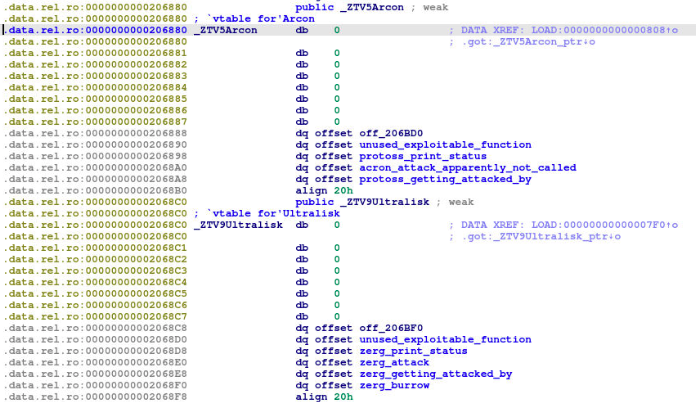 .data.rel.ro:0000000000206880 public _ZTV5Arcon ; weak
.data.rel.ro:0000000000206880 ; `vtable for'Arcon
.data.rel.ro:0000000000206880 _ZTV5Arcon db 0 ; DATA XREF: LOAD:0000000000000808↑o
.data.rel.ro:0000000000206880 ; .got:_ZTV5Arcon_ptr↓o
.data.rel.ro:0000000000206881 db 0
.data.rel.ro:0000000000206882 db 0
.data.rel.ro:0000000000206883 db 0
.data.rel.ro:0000000000206884 db 0
.data.rel.ro:0000000000206885 db 0
.data.rel.ro:0000000000206886 db 0
.data.rel.ro:0000000000206887 db 0
.data.rel.ro:0000000000206888 dq offset off_206BD0
.data.rel.ro:0000000000206890 dq offset unused_exploitable_function
.data.rel.ro:0000000000206898 dq offset protoss_print_status
.data.rel.ro:00000000002068A0 dq offset acron_attack_apparently_not_called
.data.rel.ro:00000000002068A8 dq offset protoss_getting_attacked_by
.data.rel.ro:00000000002068B0 align 20h
.data.rel.ro:00000000002068C0 public _ZTV9Ultralisk ; weak
.data.rel.ro:00000000002068C0 ; `vtable for'Ultralisk
.data.rel.ro:00000000002068C0 _ZTV9Ultralisk db 0 ; DATA XREF: LOAD:00000000000007F0↑o
.data.rel.ro:00000000002068C0 ; .got:_ZTV9Ultralisk_ptr↓o
.data.rel.ro:00000000002068C1 db 0
.data.rel.ro:00000000002068C2 db 0
.data.rel.ro:00000000002068C3 db 0
.data.rel.ro:00000000002068C4 db 0
.data.rel.ro:00000000002068C5 db 0
.data.rel.ro:00000000002068C6 db 0
.data.rel.ro:00000000002068C7 db 0
.data.rel.ro:00000000002068C8 dq offset off_206BF0
.data.rel.ro:00000000002068D0 dq offset unused_exploitable_function
.data.rel.ro:00000000002068D8 dq offset zerg_print_status
.data.rel.ro:00000000002068E0 dq offset zerg_attack
.data.rel.ro:00000000002068E8 dq offset zerg_getting_attacked_by
.data.rel.ro:00000000002068F0 dq offset zerg_burrow
.data.rel.ro:00000000002068F8 align 20h